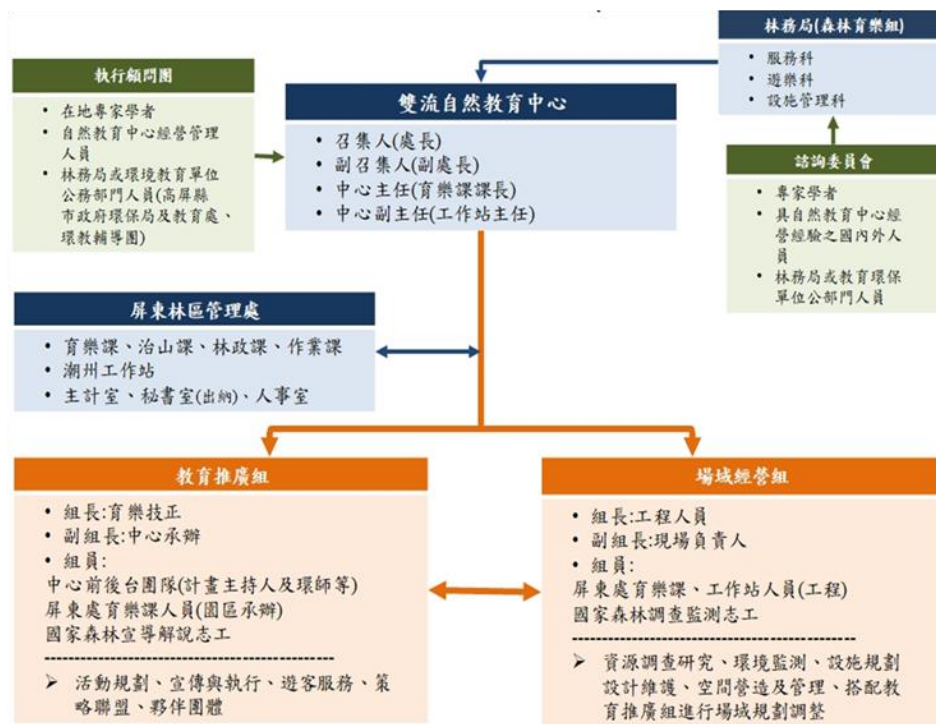 林務局(森林育樂組)
• 服務科
• 遊樂科
• 設施管理科
執行顧問團
• 在地專家學者
• 自然教育中心經營管理
人員
• 林務局或環境教育單位
公務部門人員(高屏縣
市政府環保局及教育處、
環教輔導團)
雙流自然教育中心
• 召集人(處長)
• 副召集人(副處長)
• 中心主任(育樂課課長)
• 中心副主任(工作站主任)
諮詢委員會
• 專家學者
• 具自然教育中心經
營經驗之國內外人
員
• 林務局或教育環保
單位公部門人員
屏東林區管理處
• 育樂課、治山課、林政課、作業課
• 潮州工作站
• 主計室、秘書室(出納)、人事室
教育推廣組
• 組長:育樂技正
• 副組長:中心承辦
• 組員:
中心前後台團隊(計畫主持人及環師等)
屏東處育樂課人員(園區承辦)
國家森林宣導解說志工
➢ 活動規劃、宣傳與執行、遊客服務、策
略聯盟、夥伴團體
場域經營組
• 組長:工程人員
• 副組長:現場負責人
• 組員:
屏東處育樂課、工作站人員(工程)
國家森林調查監測志工
➢ 資源調查研究、環境監測、設施規劃
設計維護、空間營造及管理、搭配
教育推廣組進行場域規劃調整